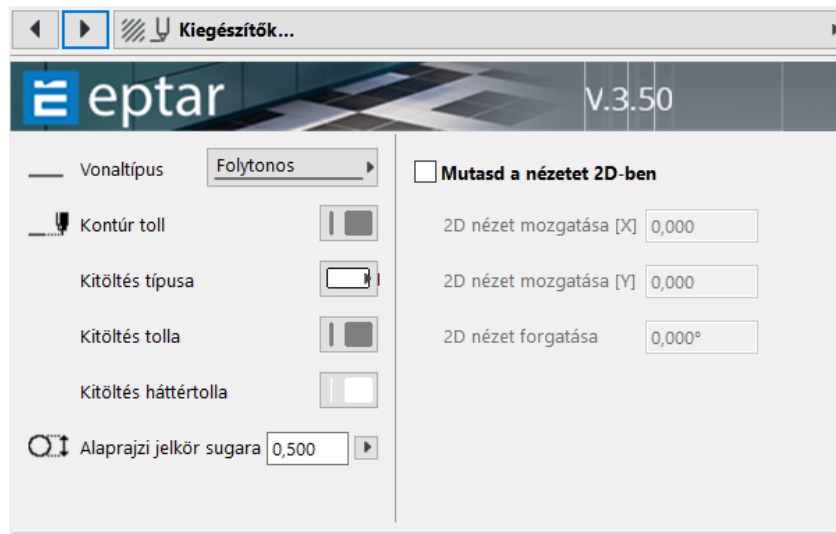 Kiegészítők...
eptar
V.3.50
Vonaltípus Folytonos
Kontúr toll
Kitöltés típusa
Kitöltés tolla
Kitöltés háttértolla
Alaprajzi jelkör sugara 0,500
Mutasd a nézetet 2D-ben
2D nézet mozgatása [X] 0,000
2D nézet mozgatása [Y] 0,000
2D nézet forgatása 0,000°